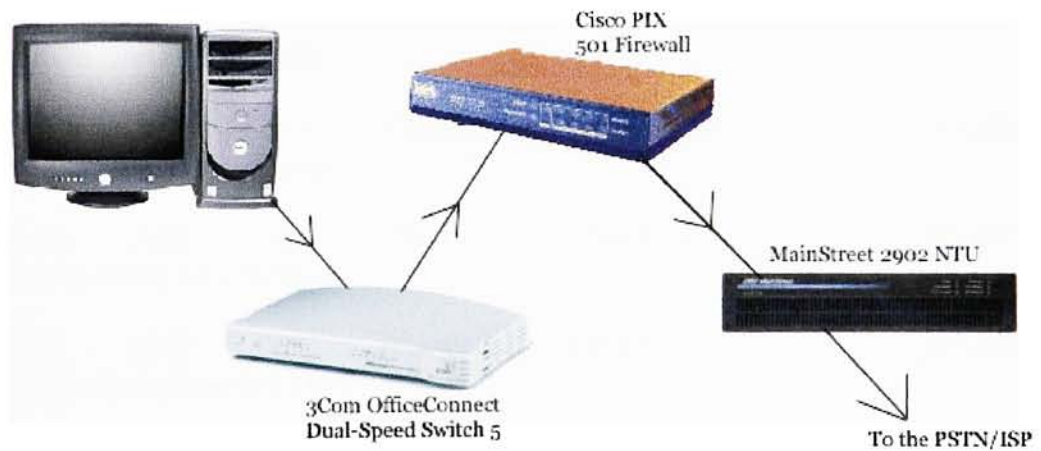 Cisco PIX
501 Firewall
MainStreet 2902 NTU
3Com OfficeConnect
Dual-Speed Switch 5
To the PSTN/ISP